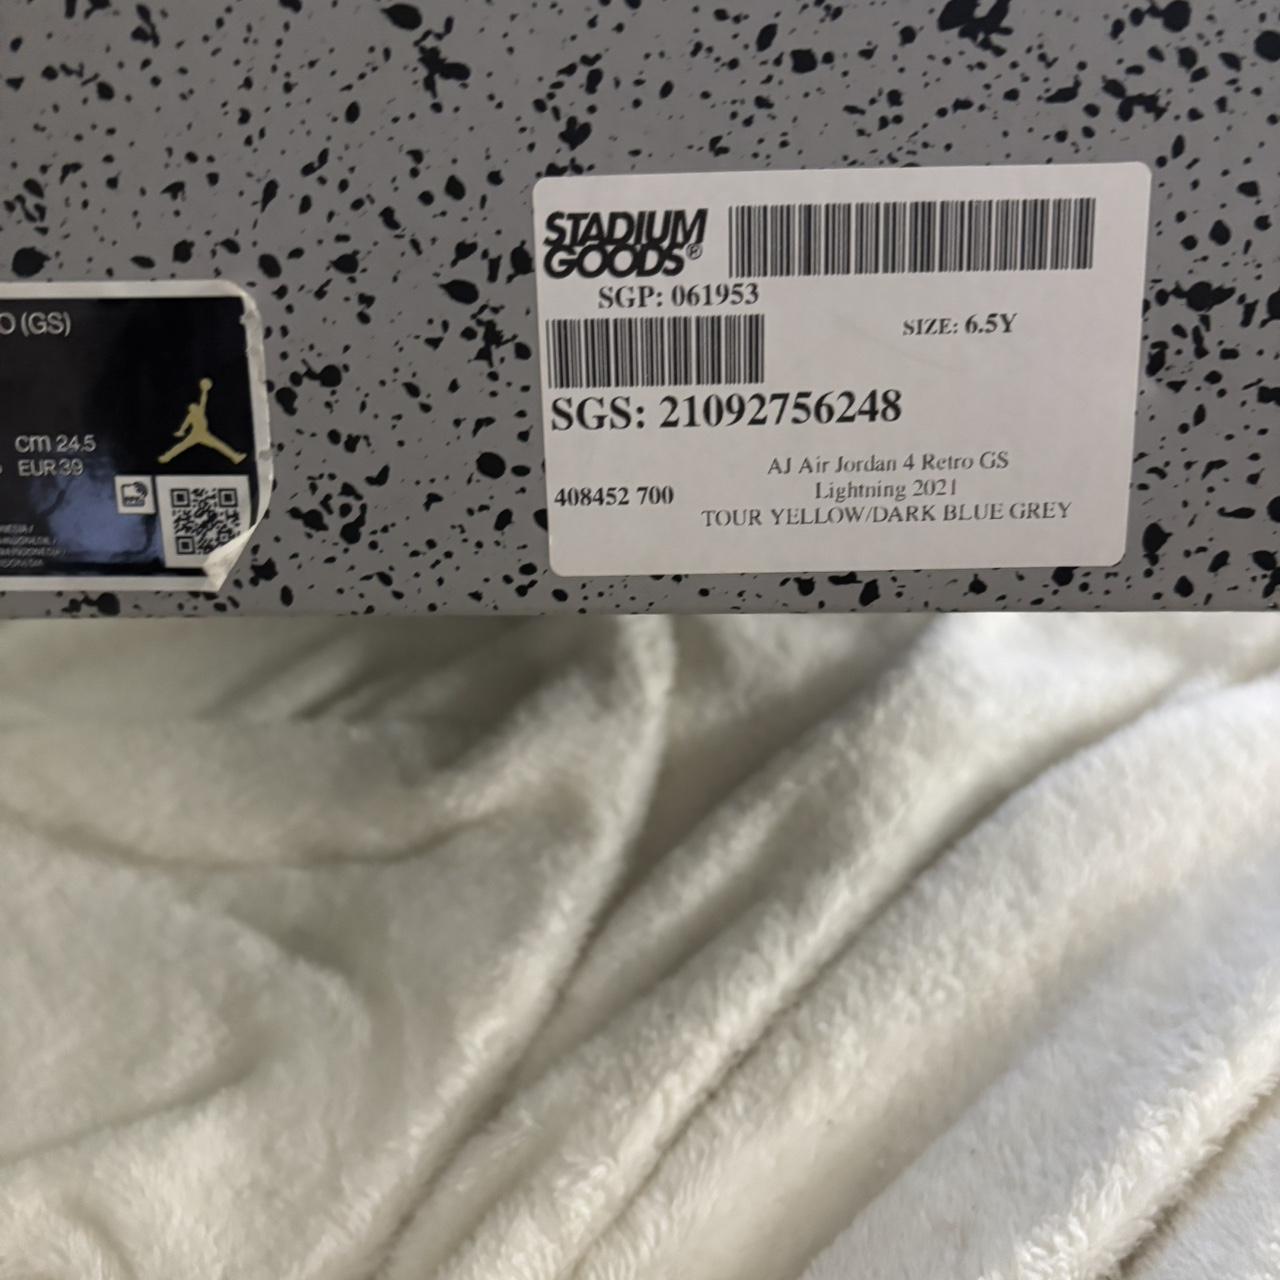 O (GS)
cm 24.5
EUR 39
STADIUM
GOODS®
SGP: 061953
SIZE: 6.5Y
SGS: 21092756248
AJ Air Jordan 4 Retro GS
408452 700
Lightning 2021
TOUR YELLOW/DARK BLUE GREY